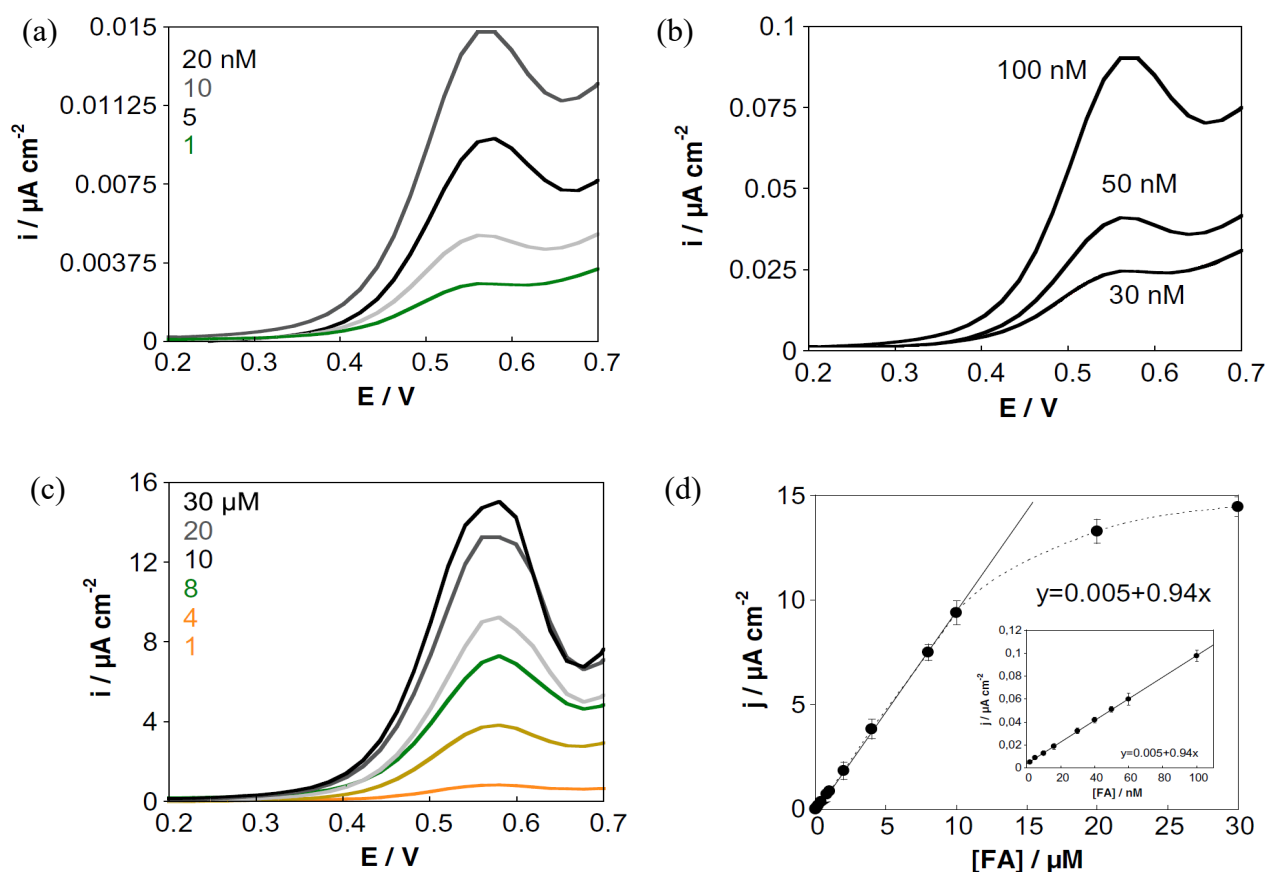 (a)
0.015
0.01125
0.0075
0.00375
0
20 nM
10
5
1
i / µA cm-2
0.2 0.3 0.4 0.5 0.6 0.7
E / V
(b)
0.1
0.075
0.05
0.025
0
100 nM
50 nM
30 nM
i / µA cm-2
0.2 0.3 0.4 0.5 0.6 0.7
E / V
(c)
16
12
8
4
0
30 µM
20
10
8
4
1
i / µA cm-2
0.2 0.3 0.4 0.5 0.6 0.7
E / V
(d)
15
10
5
0
j / µA cm-2
y=0.005+0.94x
0,12
0,10
0,08
0,06
0,04
0,02
0
j / µA cm-2
y=0.005+0.94x
0 20 40 60 80 100
[FA] / nM
0 5 10 20 30
[FA] / µM